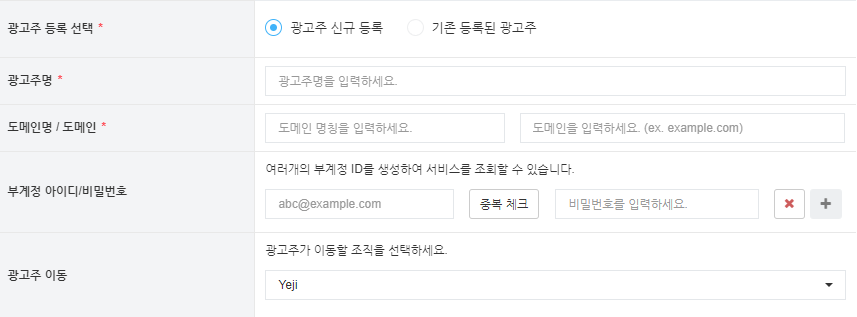 광고주 등록 선택 *
광고주 신규 등록
기존 등록된 광고주
광고주명 *
광고주명을 입력하세요.
도메인명 / 도메인 *
도메인 명칭을 입력하세요.
도메인을 입력하세요. (ex. example.com)
부계정 아이디/비밀번호
여러개의 부계정 ID를 생성하여 서비스를 조회할 수 있습니다.
abc@example.com
중복 체크
비밀번호를 입력하세요.
광고주 이동
광고주가 이동할 조직을 선택하세요.
Yeji